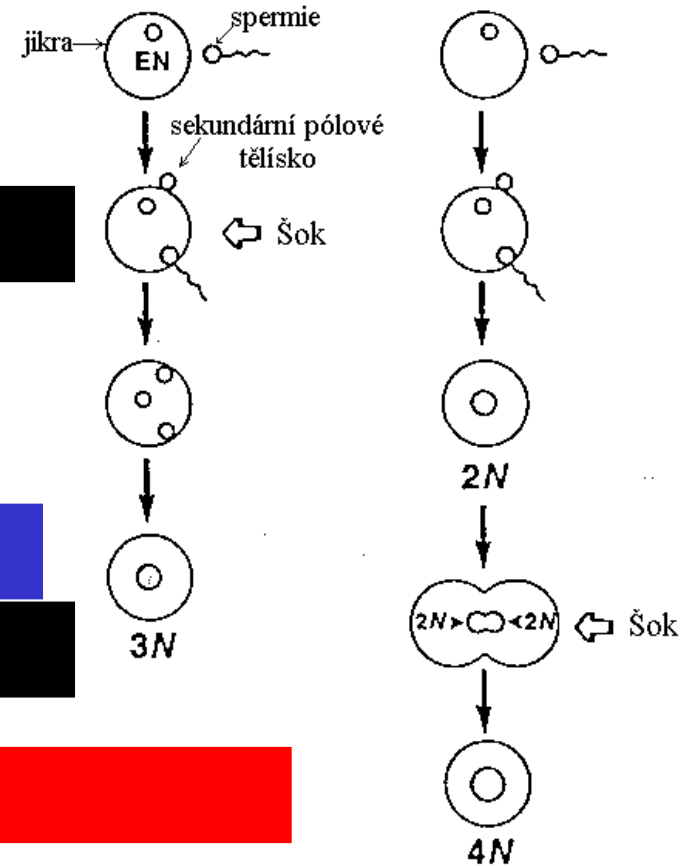 spermie
jikra
EN
sekundární pólové
tělísko
Šok
3N
2N
2N 2N
Šok
4N